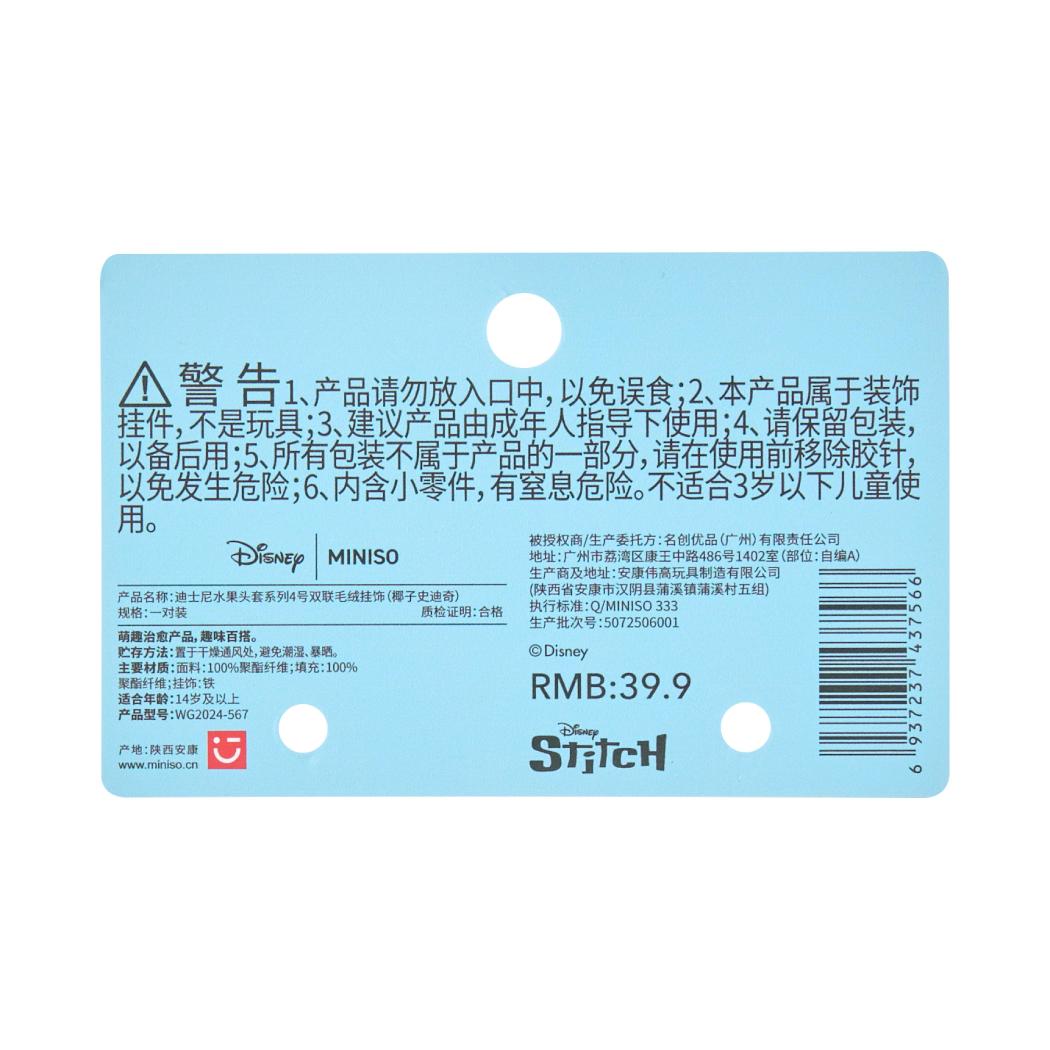 警告1、产品请勿放入口中，以免误食；2、本产品属于装饰
挂件，不是玩具；3、建议产品由成年人指导下使用；4、请保留包装，
以备后用；5、所有包装不属于产品的一部分，请在使用前移除胶针，
以免发生危险；6、内含小零件，有窒息危险。不适合3岁以下儿童使
用。
Disney | MINISO
产品名称：迪士尼水果头套系列4号双联毛绒挂饰（椰子史迪奇）
规格：一对装 质检证明：合格
萌趣治愈产品，趣味百搭。
贮存方法：置于干燥通风处，避免潮湿、暴晒。
主要材质：面料：100%聚酯纤维；填充：100%
聚酯纤维；挂饰：铁
适合年龄：14岁及以上
产品型号：WG2024-567
产地：陕西安康
www.miniso.cn
被授权商/生产委托方：名创优品（广州）有限责任公司
地址：广州市荔湾区康王中路486号1402室（部位：自编A）
生产商及地址：安康伟高玩具制造有限公司
(陕西省安康市汉阴县蒲溪镇蒲溪村五组)
执行标准：Q/MINISO 333
生产批次号：5072506001
©Disney
RMB:39.9
Disney
Stitch
6 937237 437566